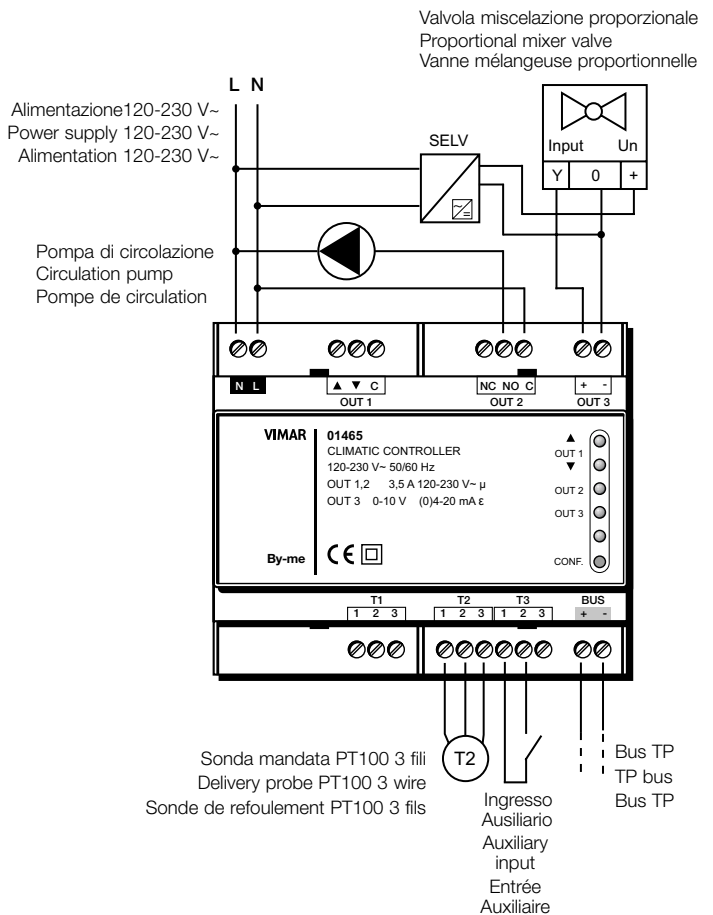 Valvola miscelazione proporzionale
Proportional mixer valve
Vanne mélangeuse proportionnelle
L N
Alimentazione120-230 V~
Power supply 120-230 V~
Alimentation 120-230 V~
SELV
Input Un
Y 0 +
Pompa di circolazione
Circulation pump
Pompe de circulation
N L
▲ ▼ C
NC NO C
+ -
OUT 1
OUT 2
OUT 3
VIMAR
01465
CLIMATIC CONTROLLER
120-230 V~ 50/60 Hz
OUT 1,2 3,5 A 120-230 V~ µ
OUT 3 0-10 V (0)4-20 mA ε
By-me
CE
▲
OUT 1
▼
OUT 2
OUT 3
CONF.
T1 T2 T3 BUS
1 2 3 1 2 3 1 2 3 + -
T2
Sonda mandata PT100 3 fili
Delivery probe PT100 3 wire
Sonde de refoulement PT100 3 fils
Ingresso
Ausiliario
Auxiliary
input
Entrée
Auxiliaire
Bus TP
TP bus
Bus TP